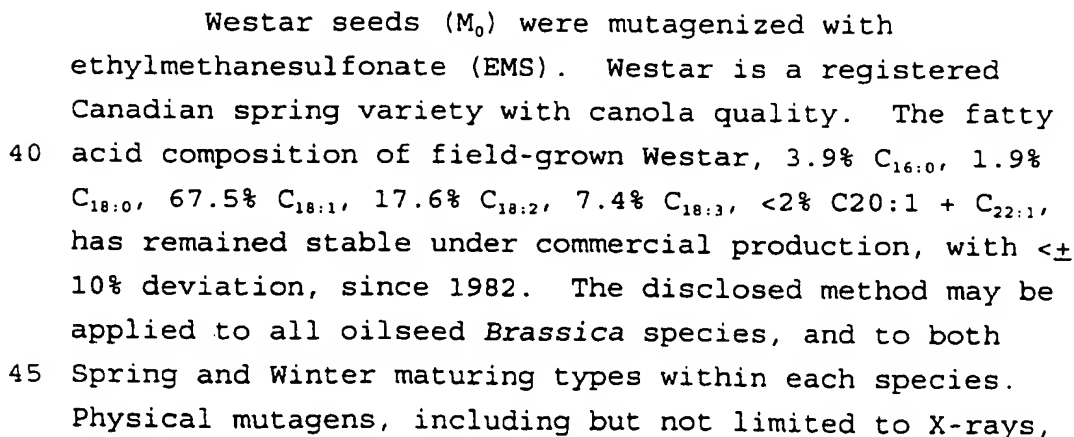 Westar seeds (M₀) were mutagenized with
ethylmethanesulfonate (EMS). Westar is a registered
Canadian spring variety with canola quality. The fatty
40 acid composition of field-grown Westar, 3.9% C₁₆:₀, 1.9%
C₁₈:₀, 67.5% C₁₈:₁, 17.6% C₁₈:₂, 7.4% C₁₈:₃, <2% C20:1 + C₂₂:₁,
has remained stable under commercial production, with <±
10% deviation, since 1982. The disclosed method may be
applied to all oilseed Brassica species, and to both
45 Spring and Winter maturing types within each species.
Physical mutagens, including but not limited to X-rays,